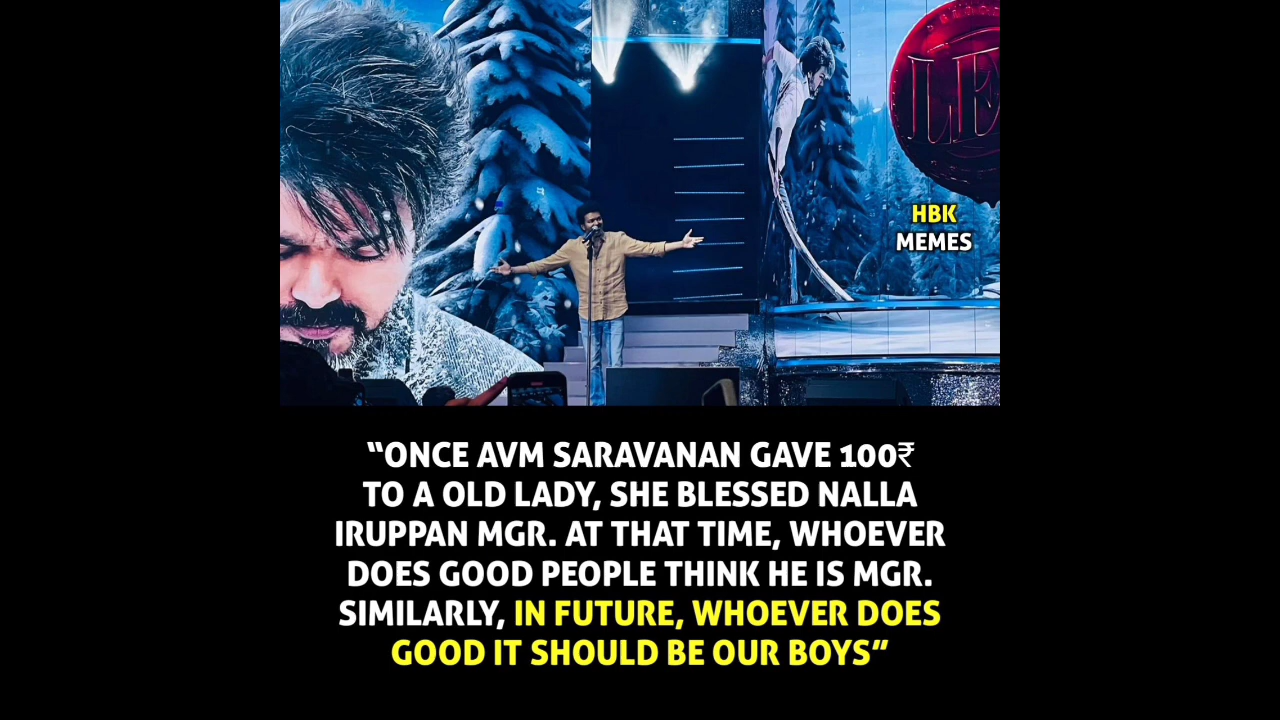 LE
HBK
MEMES
“ONCE AVM SARAVANAN GAVE 100₹
TO A OLD LADY, SHE BLESSED NALLA
IRUPPAN MGR. AT THAT TIME, WHOEVER
DOES GOOD PEOPLE THINK HE IS MGR.
SIMILARLY, IN FUTURE, WHOEVER DOES
GOOD IT SHOULD BE OUR BOYS”